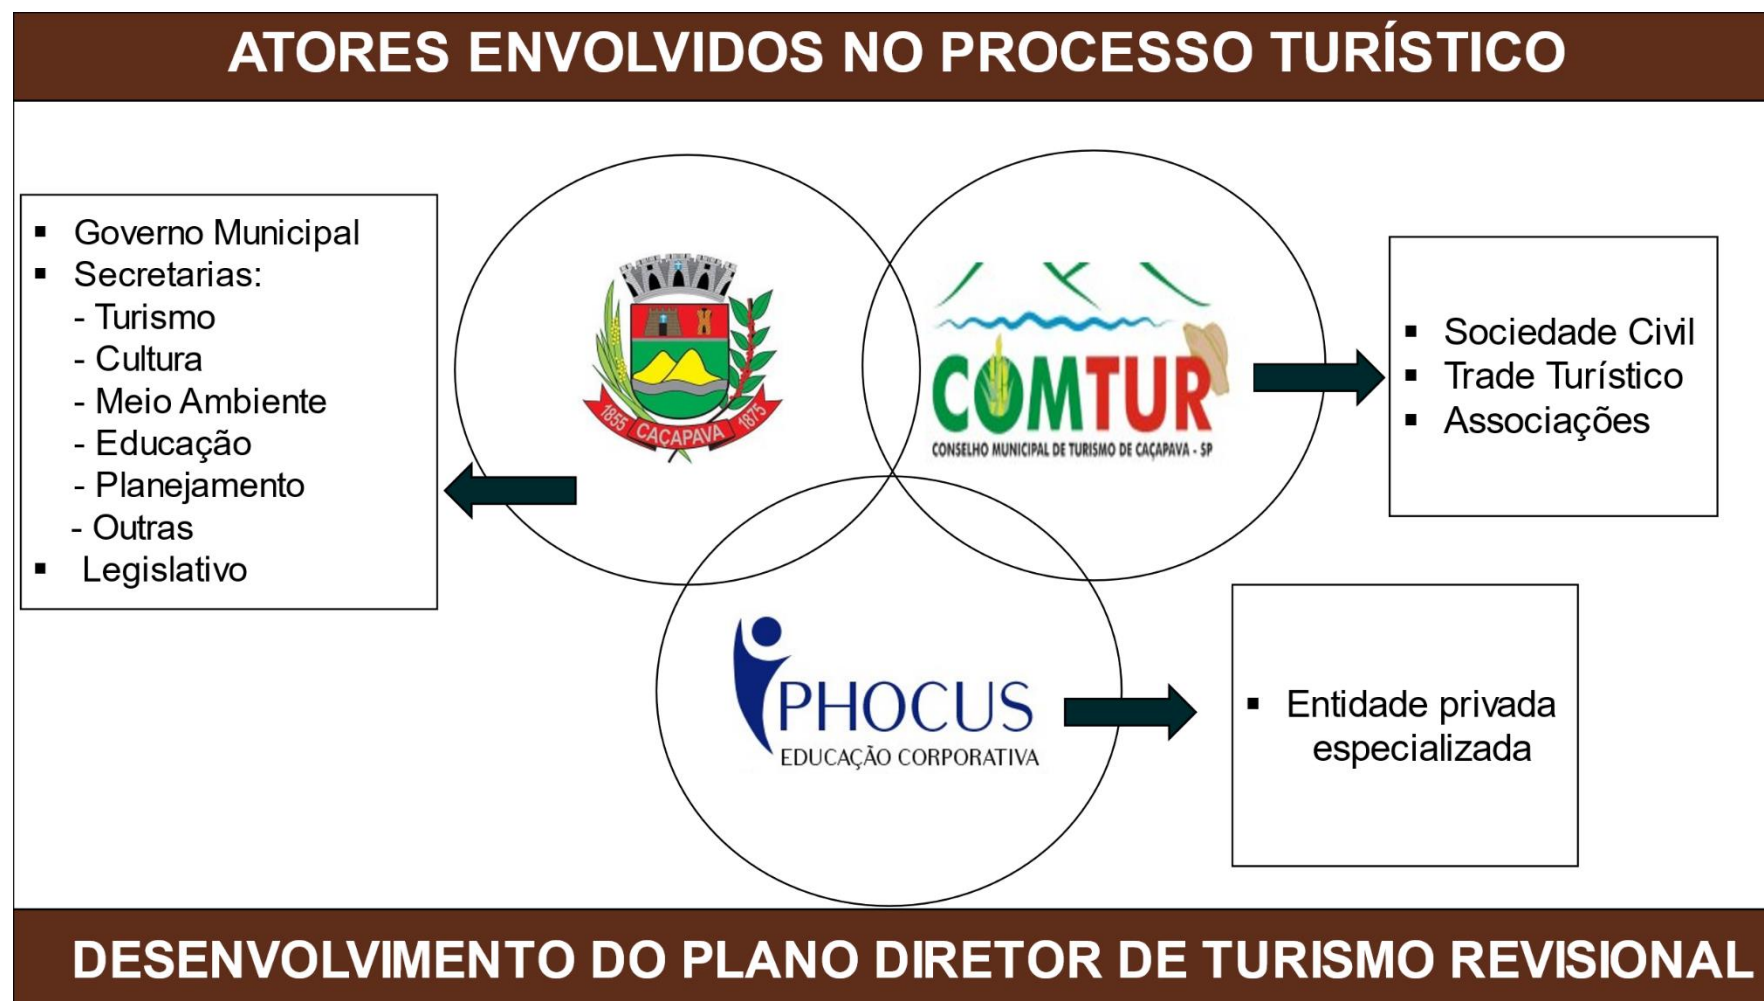 ATORES ENVOLVIDOS NO PROCESSO TURÍSTICO
▪ Governo Municipal
▪ Secretarias:
- Turismo
- Cultura
- Meio Ambiente
- Educação
- Planejamento
- Outras
▪ Legislativo
1855 CAÇAPAVA 1875
COMTUR
CONSELHO MUNICIPAL DE TURISMO DE CAÇAPAVA - SP
▪ Sociedade Civil
▪ Trade Turístico
▪ Associações
PHOCUS
EDUCAÇÃO CORPORATIVA
▪ Entidade privada
especializada
DESENVOLVIMENTO DO PLANO DIRETOR DE TURISMO REVISIONAL